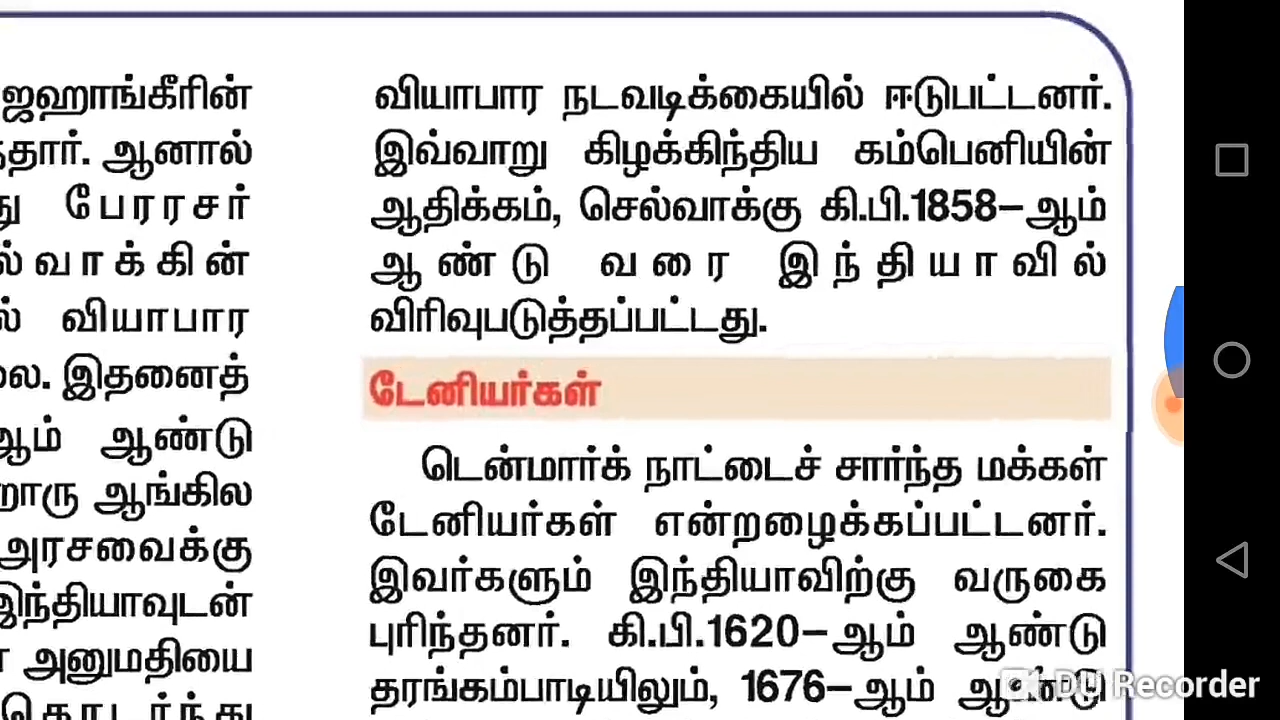 ஜஹாங்கீரின்
ஆனால்
பேரரசர்
வியாபார
இதனைத்
ஆம் ஆண்டு
ஆங்கில
அரசவைக்கு
இந்தியாவுடன்
அனுமதியை
வியாபார நடவடிக்கையில் ஈடுபட்டனர்.
இவ்வாறு கிழக்கிந்திய கம்பெனியின்
ஆதிக்கம், செல்வாக்கு கி.பி.1858–ஆம்
ஆண்டு வரை இந்தியாவில்
விரிவுபடுத்தப்பட்டது.
டேனியர்கள்
டென்மார்க் நாட்டைச் சார்ந்த மக்கள்
டேனியர்கள் என்றழைக்கப்பட்டனர்.
இவர்களும் இந்தியாவிற்கு வருகை
புரிந்தனர். கி.பி.1620–ஆம் ஆண்டு
தரங்கம்பாடியிலும், 1676–ஆம் ஆண்டு
DU Recorder